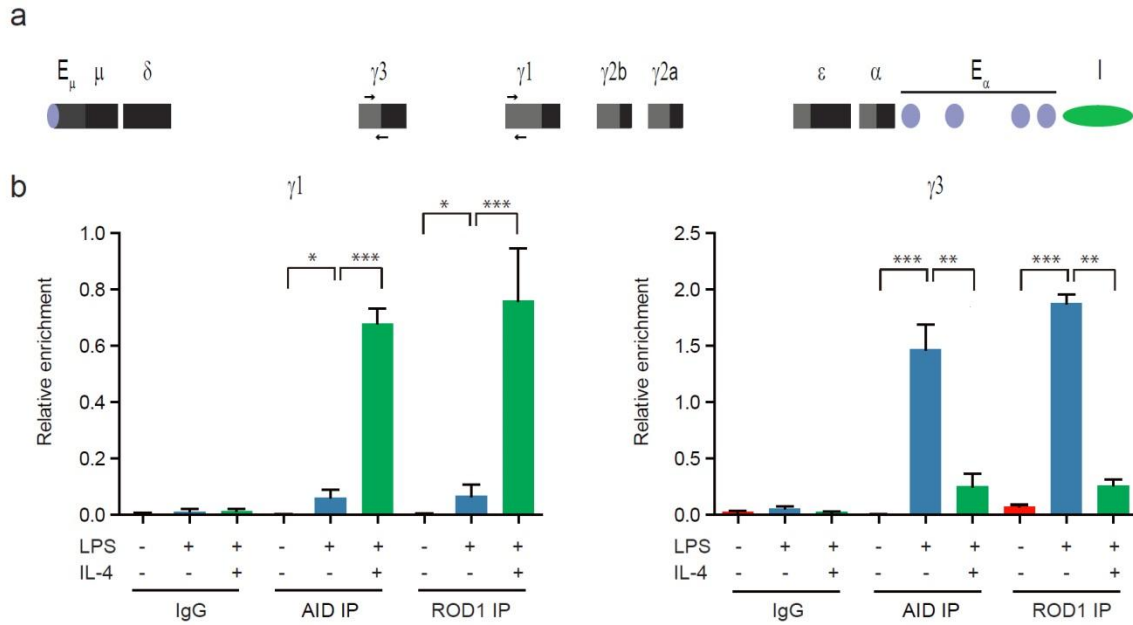 a
Eμ μ δ γ3 γ1 γ2b γ2a ε α Eα I
b
γ1
Relative enrichment
1.0
0.8
0.6
0.4
0.2
0.0
* *** * ***
LPS - + + - + + - + +
IL-4 - - + - - + - - +
IgG AID IP ROD1 IP
γ3
Relative enrichment
2.5
2.0
1.5
1.0
0.5
0.0
*** ** *** **
LPS - + + - + + - + +
IL-4 - - + - - + - - +
IgG AID IP ROD1 IP